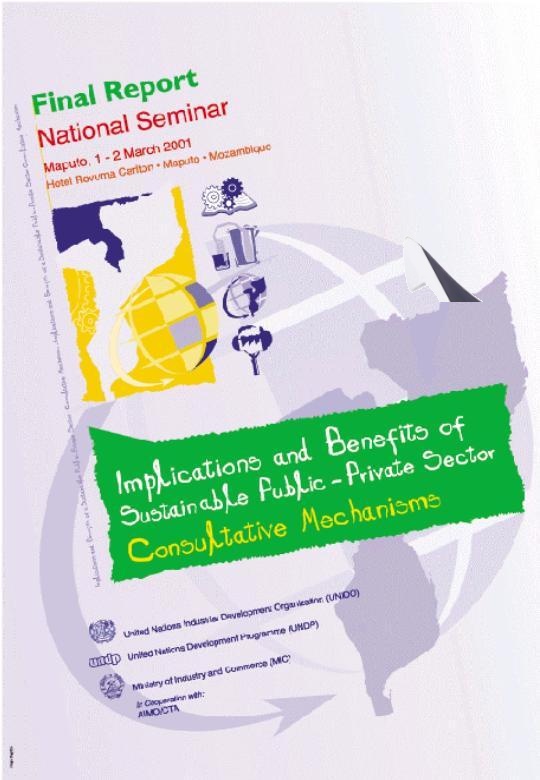 Final Report
National Seminar
Maputo, 1 - 2 March 2001
Hotel Rovuma Carlton • Maputo • Mozambique
Implications and Benefits of
Sustainable Public - Private Sector
Consultative Mechanisms
United Nations Industrial Development Organization (UNIDO)
undp United Nations Development Programme (UNDP)
Ministry of Industry and Commerce (MIC)
In Cooperation with:
AIMO/CTA